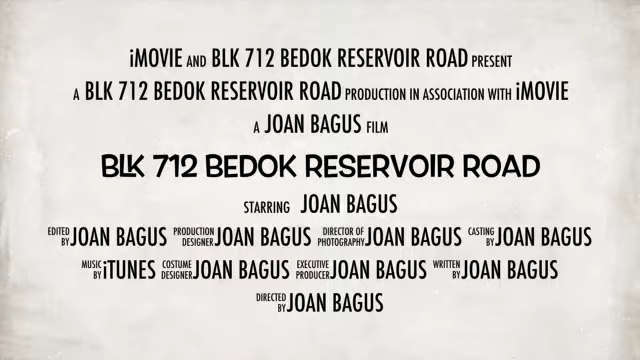 iMOVIE AND BLK 712 BEDOK RESERVOIR ROAD PRESENT
A BLK 712 BEDOK RESERVOIR ROAD PRODUCTION IN ASSOCIATION WITH iMOVIE
A JOAN BAGUS FILM
BLK 712 BEDOK RESERVOIR ROAD
STARRING JOAN BAGUS
EDITED BY JOAN BAGUS PRODUCTION DESIGNER JOAN BAGUS DIRECTOR OF PHOTOGRAPHY JOAN BAGUS CASTING BY JOAN BAGUS
MUSIC BY iTUNES COSTUME DESIGNER JOAN BAGUS EXECUTIVE PRODUCER JOAN BAGUS WRITTEN BY JOAN BAGUS
DIRECTED BY JOAN BAGUS